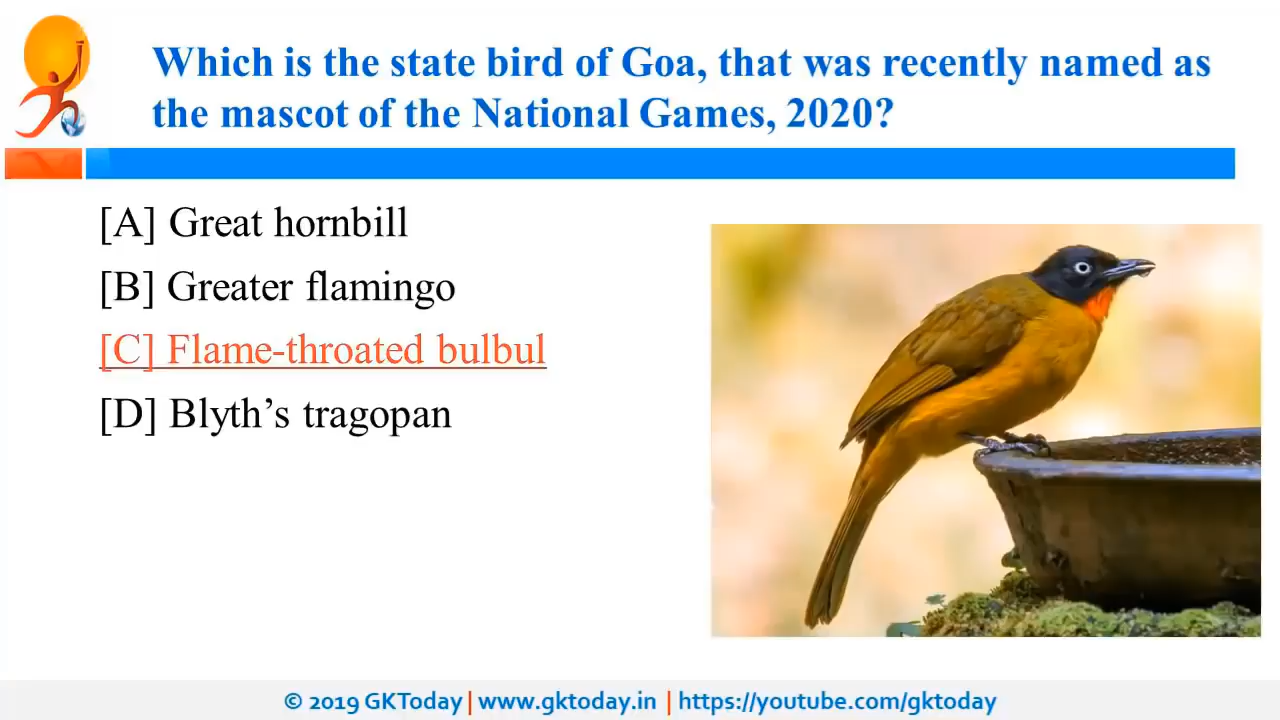 Which is the state bird of Goa, that was recently named as
the mascot of the National Games, 2020?
[A] Great hornbill
[B] Greater flamingo
[C] Flame-throated bulbul
[D] Blyth’s tragopan
© 2019 GKToday | www.gktoday.in | https://youtube.com/gktoday